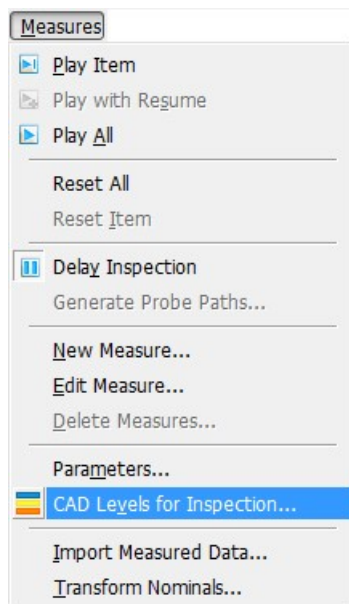 Measures
Play Item
Play with Resume
Play All
Reset All
Reset Item
Delay Inspection
Generate Probe Paths...
New Measure...
Edit Measure...
Delete Measures...
Parameters...
CAD Levels for Inspection...
Import Measured Data...
Transform Nominals...